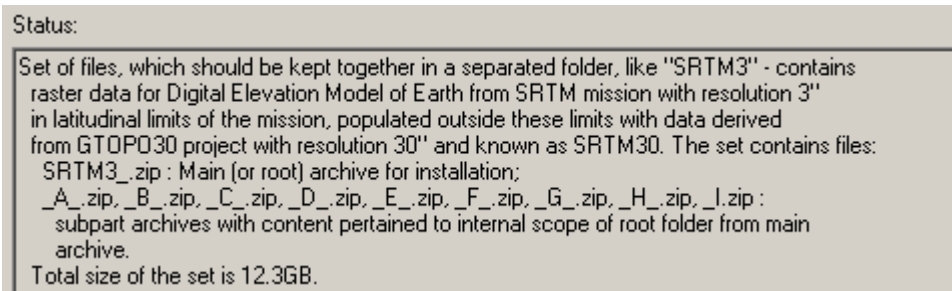 Status:
Set of files, which should be kept together in a separated folder, like "SRTM3" - contains
raster data for Digital Elevation Model of Earth from SRTM mission with resolution 3"
in latitudinal limits of the mission, populated outside these limits with data derived
from GTOPO30 project with resolution 30" and known as SRTM30. The set contains files:
SRTM3_.zip : Main (or root) archive for installation;
_A_.zip, _B_.zip, _C_.zip, _D_.zip, _E_.zip, _F_.zip, _G_.zip, _H_.zip, _I.zip :
subpart archives with content pertained to internal scope of root folder from main
archive.
Total size of the set is 12.3GB.